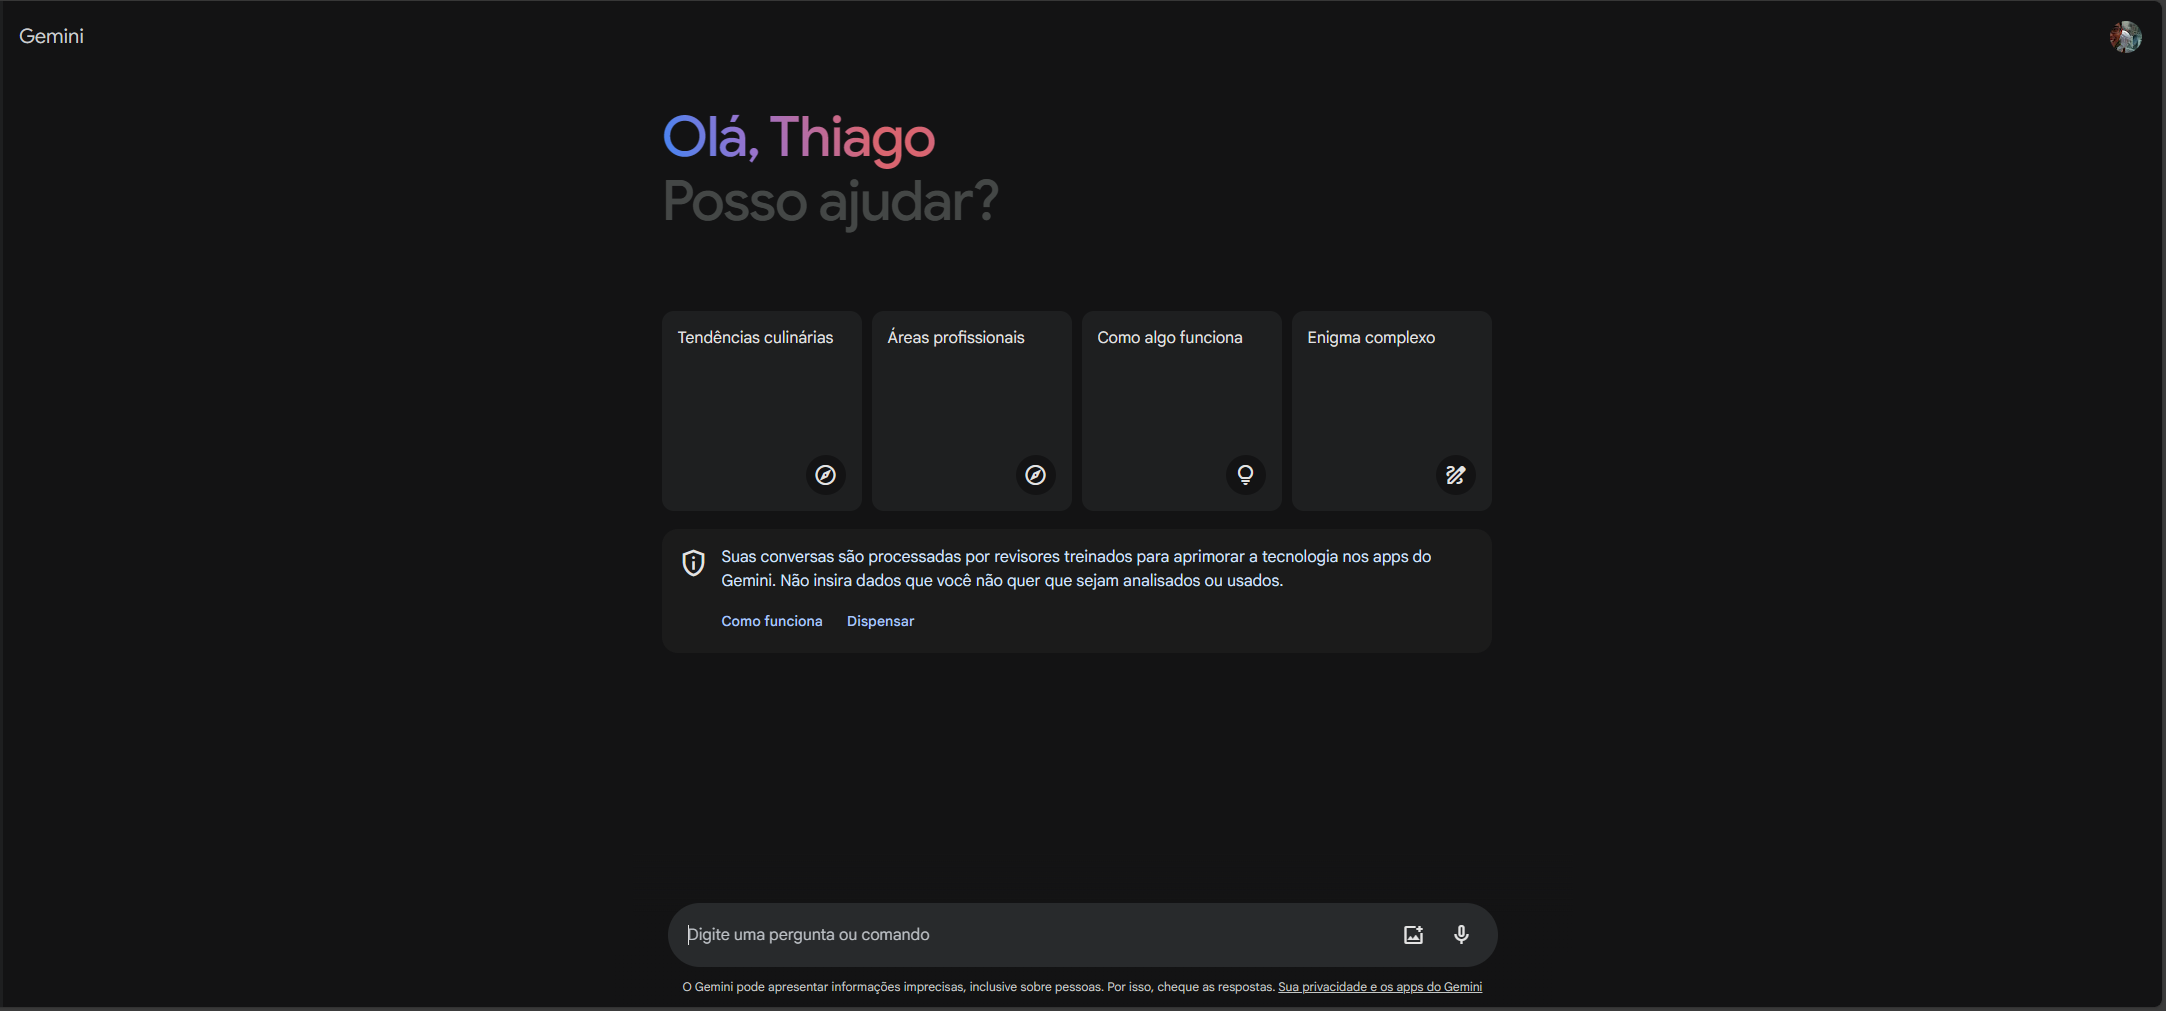 Gemini
Olá, Thiago
Posso ajudar?
Tendências culinárias
Áreas profissionais
Como algo funciona
Enigma complexo
Suas conversas são processadas por revisores treinados para aprimorar a tecnologia nos apps do
Gemini. Não insira dados que você não quer que sejam analisados ou usados.
Como funciona
Dispensar
Digite uma pergunta ou comando
O Gemini pode apresentar informações imprecisas, inclusive sobre pessoas. Por isso, cheque as respostas. Sua privacidade e os apps do Gemini